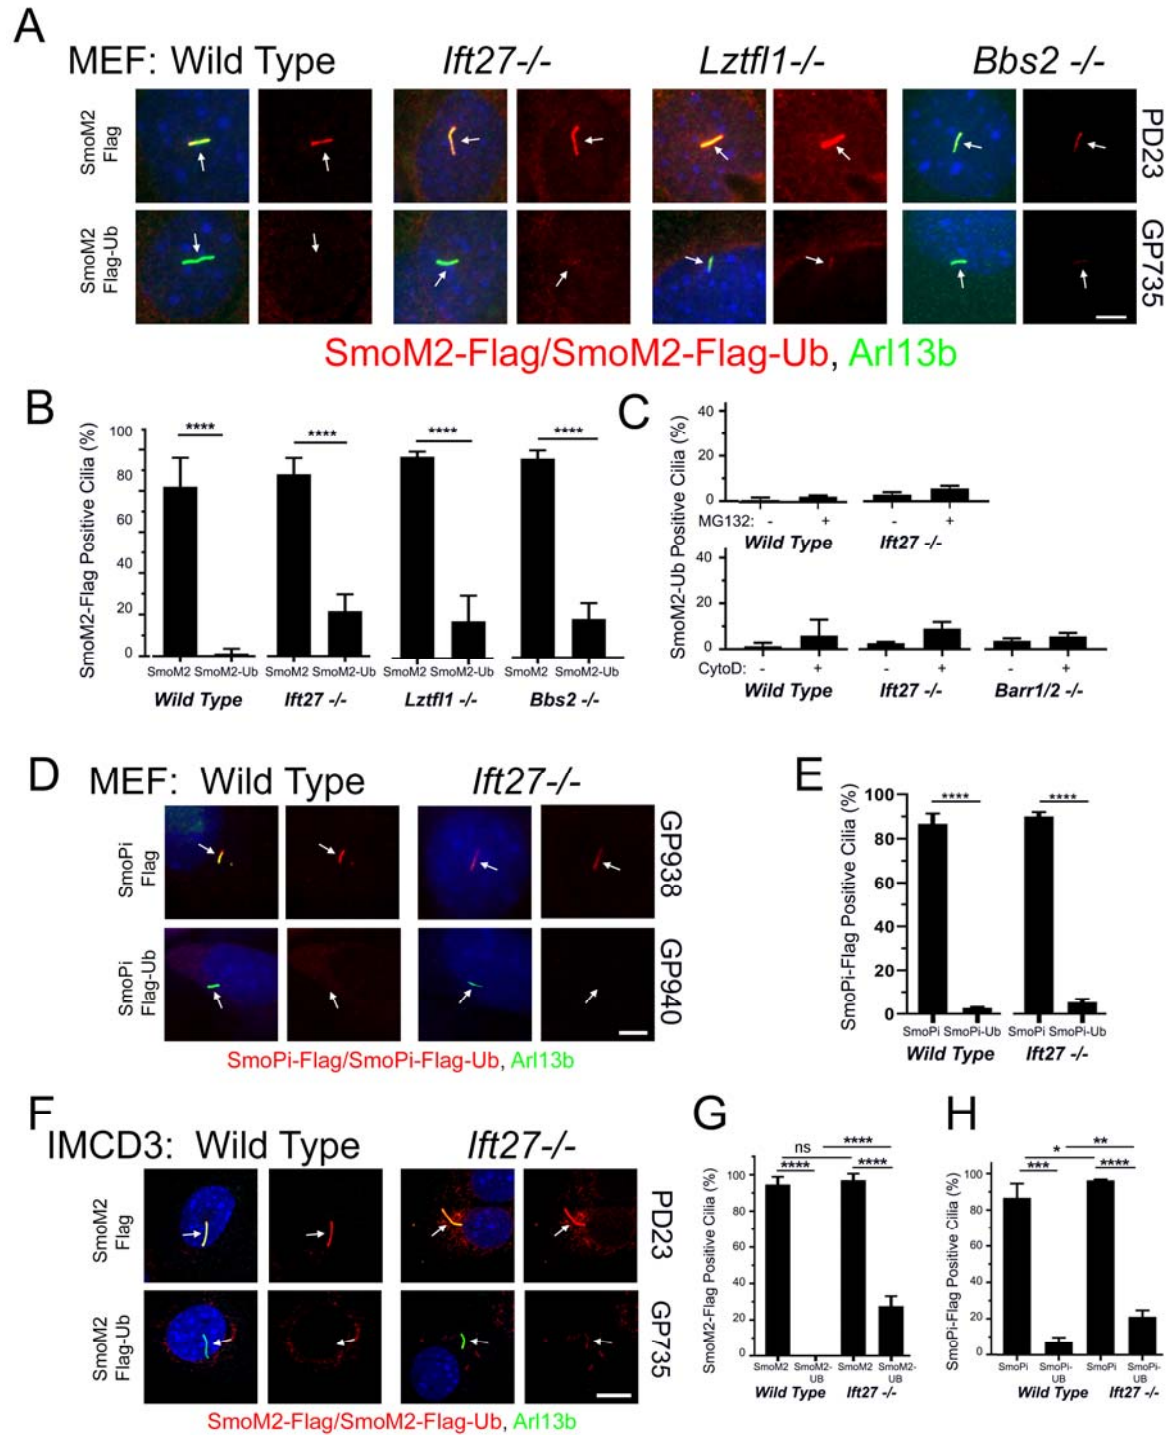 A
MEF: Wild Type Ift27-/- Lztfl1-/- Bbs2 -/-
SmoM2
Flag
PD23
SmoM2
Flag-Ub
GP735
SmoM2-Flag/SmoM2-Flag-Ub, Arl13b
B
SmoM2-Flag Positive Cilia (%)
100
80
60
40
20
0
**** **** **** ****
SmoM2 SmoM2-Ub SmoM2 SmoM2-Ub SmoM2 SmoM2-Ub SmoM2 SmoM2-Ub
Wild Type Ift27 -/- Lztfl1 -/- Bbs2 -/-
C
SmoM2-Ub Positive Cilia (%)
40
20
0
MG132: - + - +
Wild Type Ift27 -/-
40
20
0
CytoD: - + - + - +
Wild Type Ift27 -/- Barr1/2 -/-
D
MEF: Wild Type Ift27-/-
SmoPi
Flag
GP938
SmoPi
Flag-Ub
GP940
SmoPi-Flag/SmoPi-Flag-Ub, Arl13b
E
SmoPi-Flag Positive Cilia (%)
100
80
60
40
20
0
**** ****
SmoPi SmoPi-Ub SmoPi SmoPi-Ub
Wild Type Ift27 -/-
F
IMCD3: Wild Type Ift27-/-
SmoM2
Flag
PD23
SmoM2
Flag-Ub
GP735
SmoM2-Flag/SmoM2-Flag-Ub, Arl13b
G
SmoM2-Flag Positive Cilia (%)
100
80
60
40
20
0
ns ****
**** ****
SmoM2 SmoM2-UB SmoM2 SmoM2-UB
Wild Type Ift27 -/-
H
SmoPi-Flag Positive Cilia (%)
100
80
60
40
20
0
* **
*** ****
SmoPi SmoPi-UB SmoPi SmoPi-UB
Wild Type Ift27 -/-